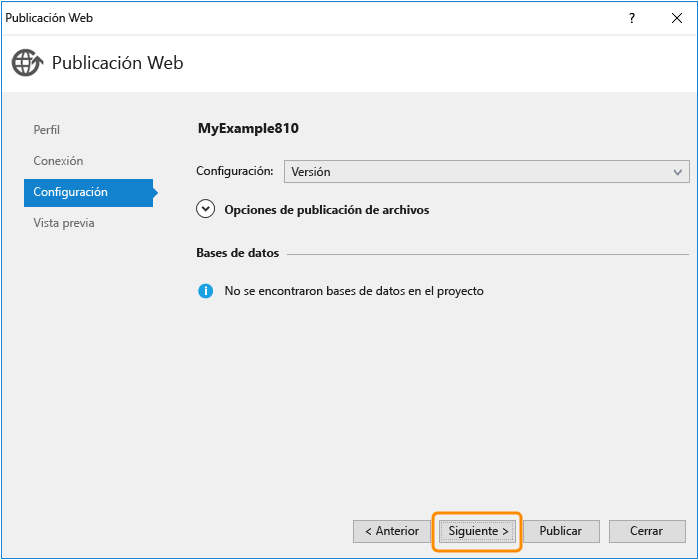 Publicación Web
?
Publicación Web
Perfil
Conexión
Configuración
Vista previa
MyExample810
Configuración: Versión
Opciones de publicación de archivos
Bases de datos
No se encontraron bases de datos en el proyecto
< Anterior Siguiente > Publicar Cerrar